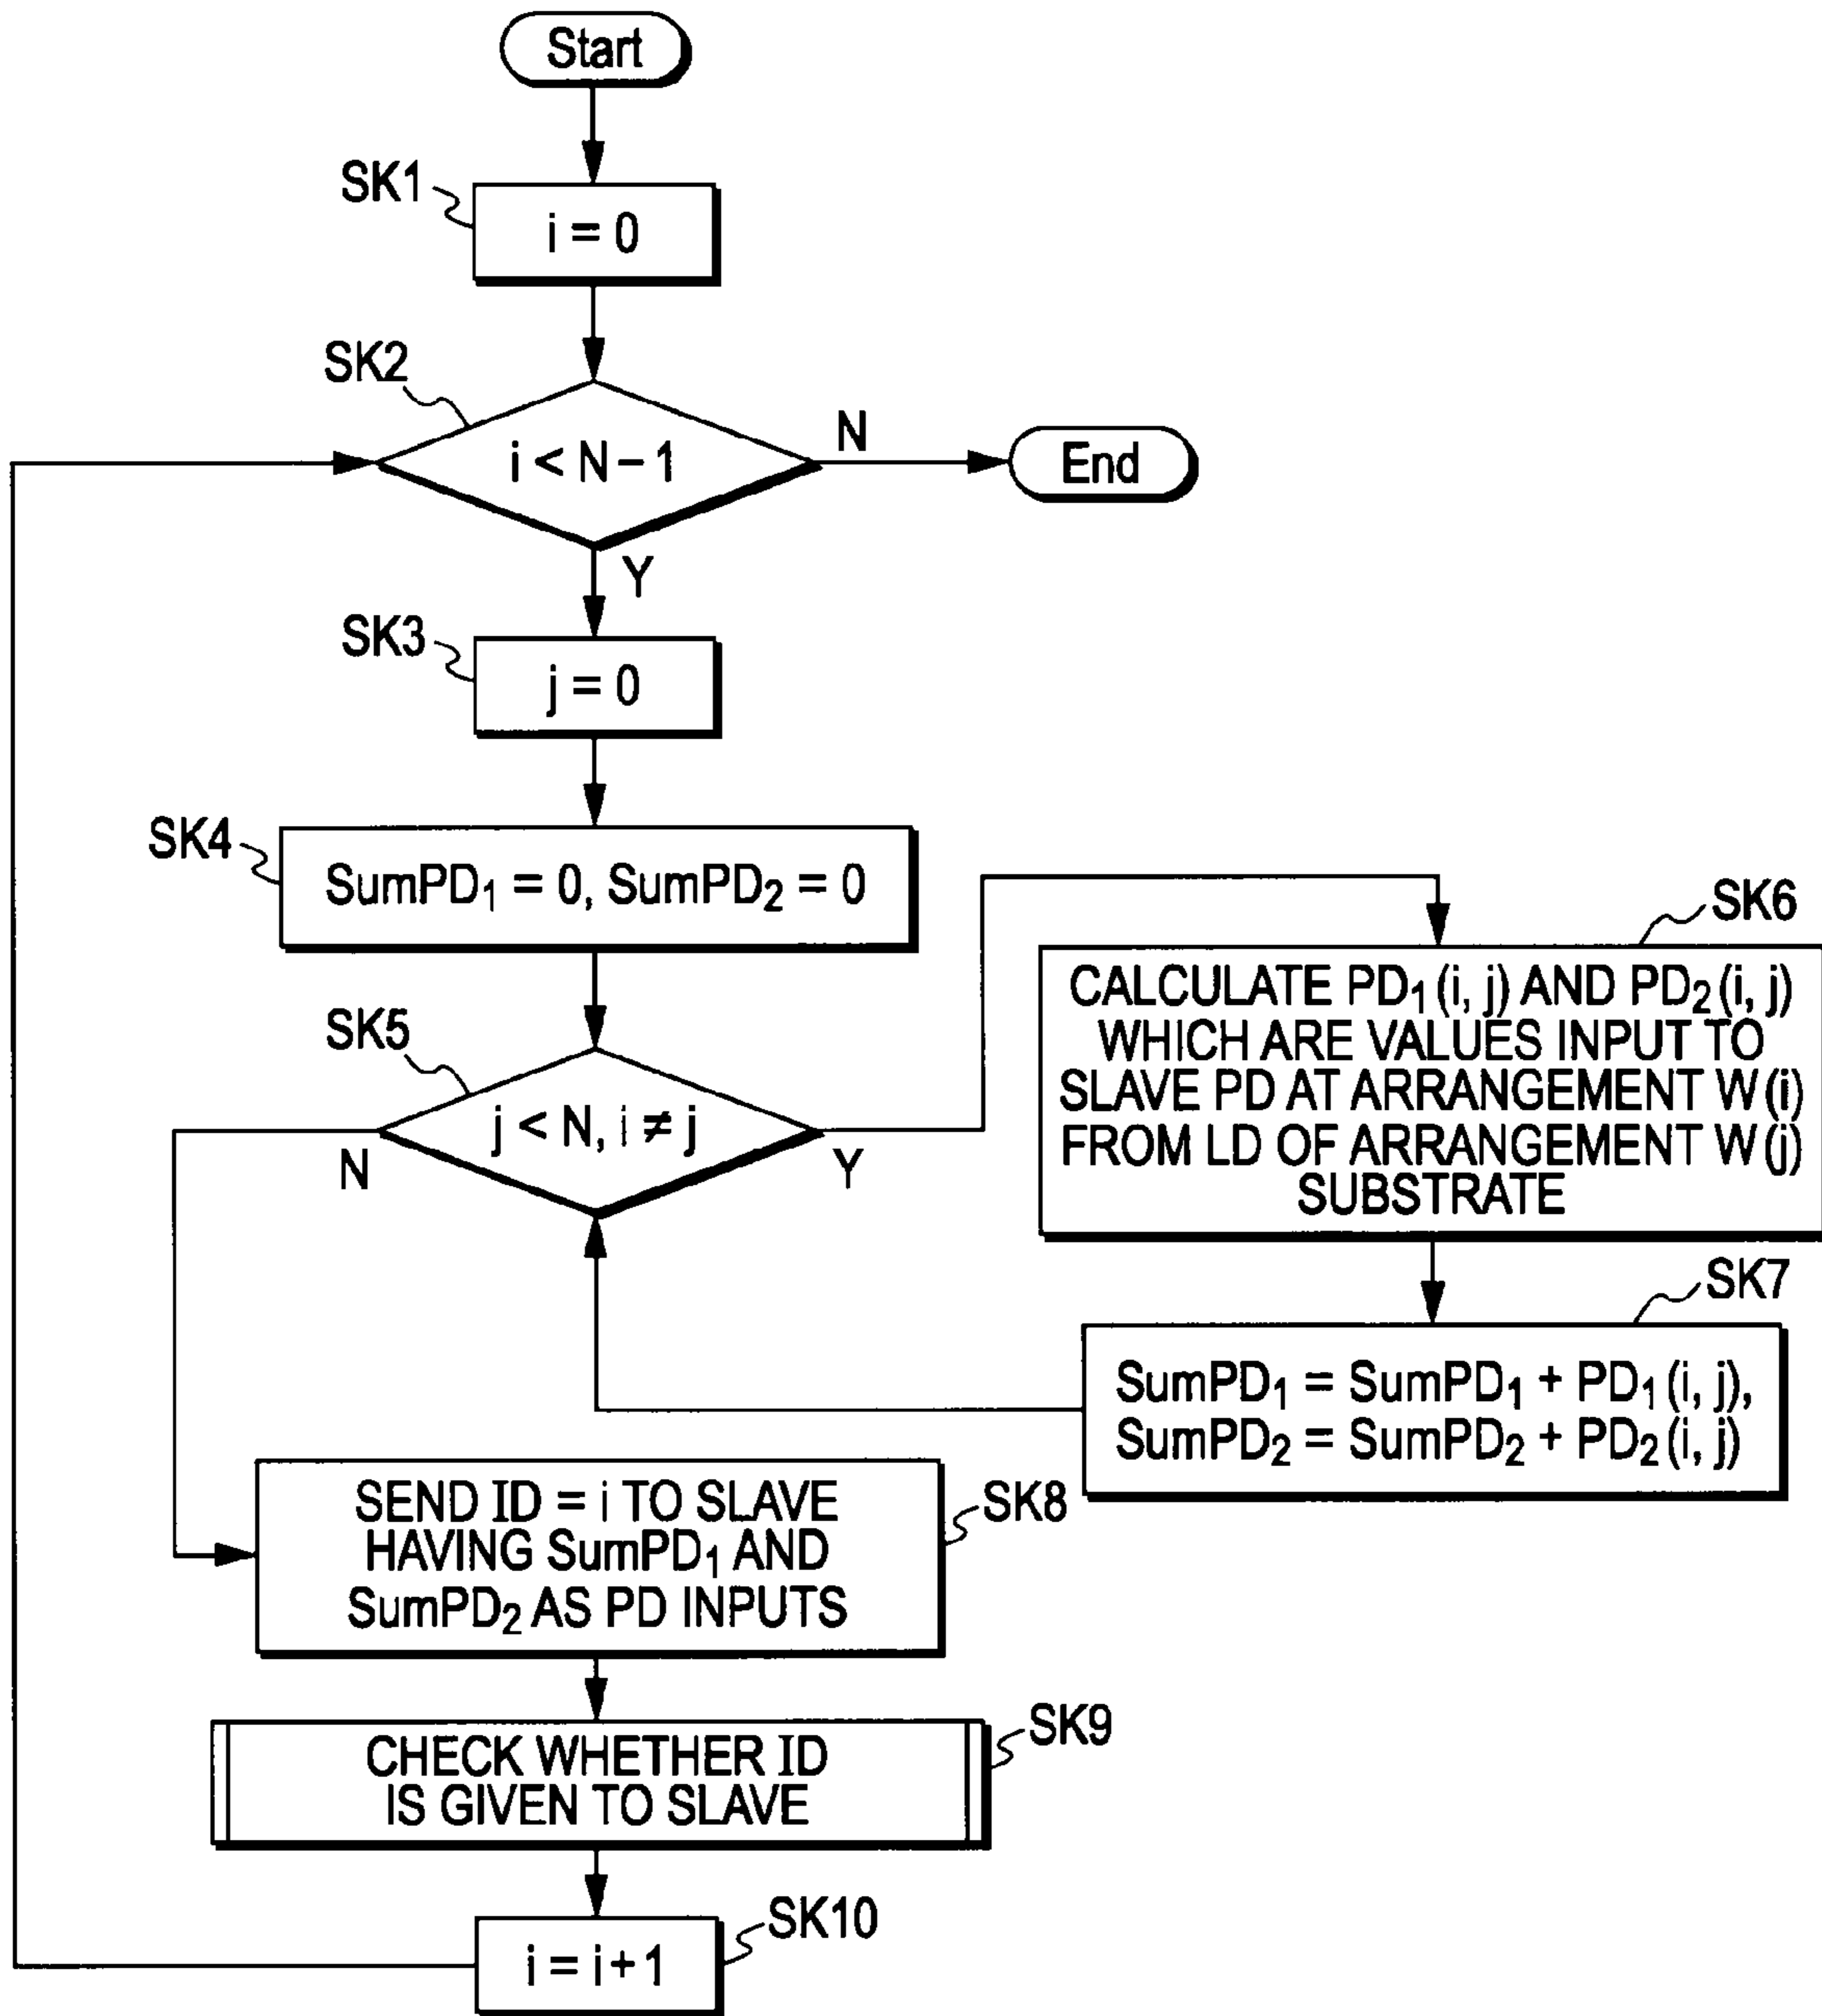 Start
SK1
i = 0
SK2
i < N – 1
N
End
Y
SK3
j = 0
SK4
SumPD₁ = 0, SumPD₂ = 0
SK5
j < N, i ≠ j
N
Y
SK6
CALCULATE PD₁(i, j) AND PD₂(i, j)
WHICH ARE VALUES INPUT TO
SLAVE PD AT ARRANGEMENT W(i)
FROM LD OF ARRANGEMENT W(j)
SUBSTRATE
SK7
SumPD₁ = SumPD₁ + PD₁(i, j),
SumPD₂ = SumPD₂ + PD₂(i, j)
SK8
SEND ID = i TO SLAVE
HAVING SumPD₁ AND
SumPD₂ AS PD INPUTS
SK9
CHECK WHETHER ID
IS GIVEN TO SLAVE
SK10
i = i + 1